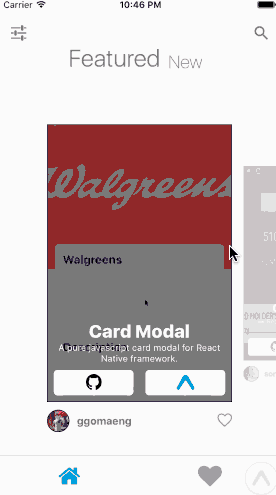 Carrier 10:46 PM
Featured New
Walgreens
Walgreens
Card Modal
A pure javascript card modal for React
Native framework.
ggomaeng